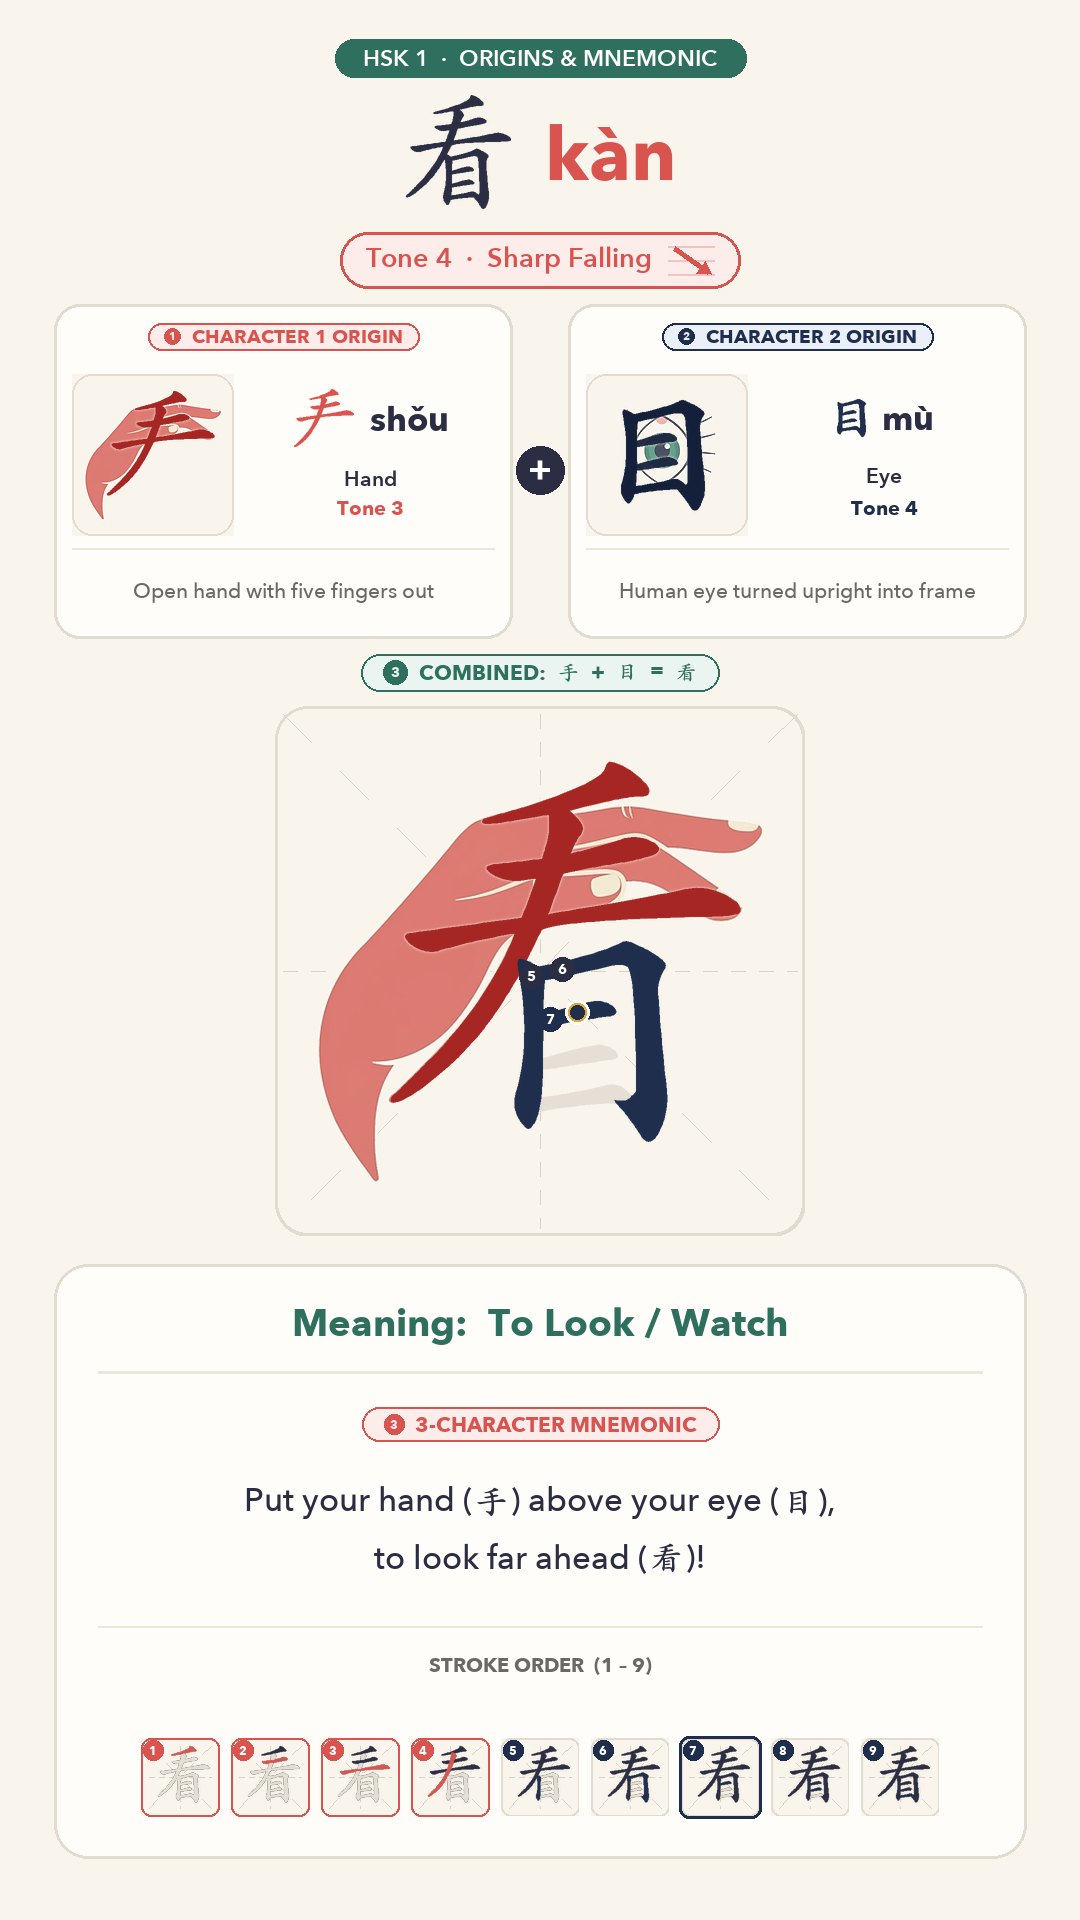 HSK 1 · ORIGINS & MNEMONIC
看 kàn
Tone 4 · Sharp Falling
1 CHARACTER 1 ORIGIN
手 shǒu
Hand
Tone 3
Open hand with five fingers out
+
2 CHARACTER 2 ORIGIN
目
目 mù
Eye
Tone 4
Human eye turned upright into frame
3 COMBINED: 手 + 目 = 看
5 6
7
Meaning: To Look / Watch
3 3-CHARACTER MNEMONIC
Put your hand (手) above your eye (目),
to look far ahead (看)!
STROKE ORDER (1 – 9)
1 看 2 看 3 看 4 看 5 看 6 看 7 看 8 看 9 看